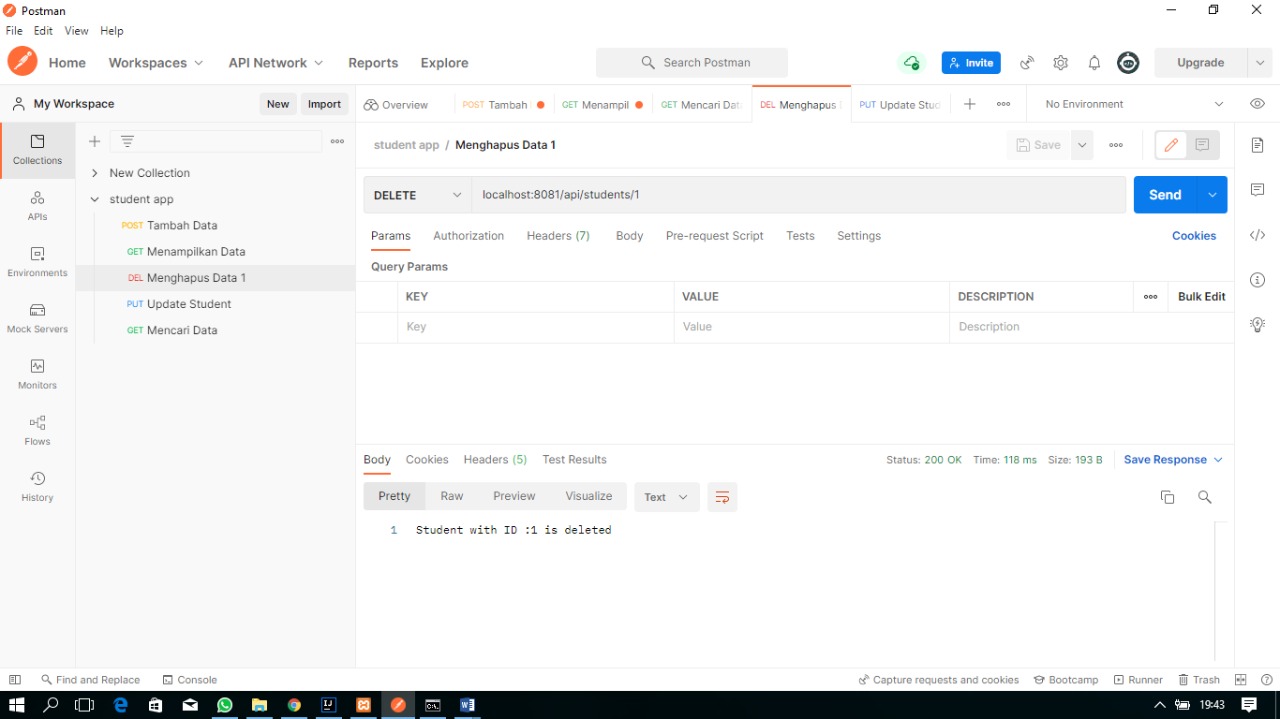 Postman
File Edit View Help
Home Workspaces API Network Reports Explore Search Postman Invite Upgrade
My Workspace New Import Overview POST Tambah GET Menampil GET Mencari Dat DEL Menghapus PUT Update Stud No Environment
Collections
APIs
Environments
Mock Servers
Monitors
Flows
History
New Collection
student app
POST Tambah Data
GET Menampilkan Data
DEL Menghapus Data 1
PUT Update Student
GET Mencari Data
student app / Menghapus Data 1 Save
DELETE localhost:8081/api/students/1 Send
Params Authorization Headers (7) Body Pre-request Script Tests Settings Cookies
Query Params
KEY VALUE DESCRIPTION Bulk Edit
Key Value Description
Body Cookies Headers (5) Test Results Status: 200 OK Time: 118 ms Size: 193 B Save Response
Pretty Raw Preview Visualize Text
1 Student with ID :1 is deleted
Find and Replace Console Capture requests and cookies Bootcamp Runner Trash
19:43